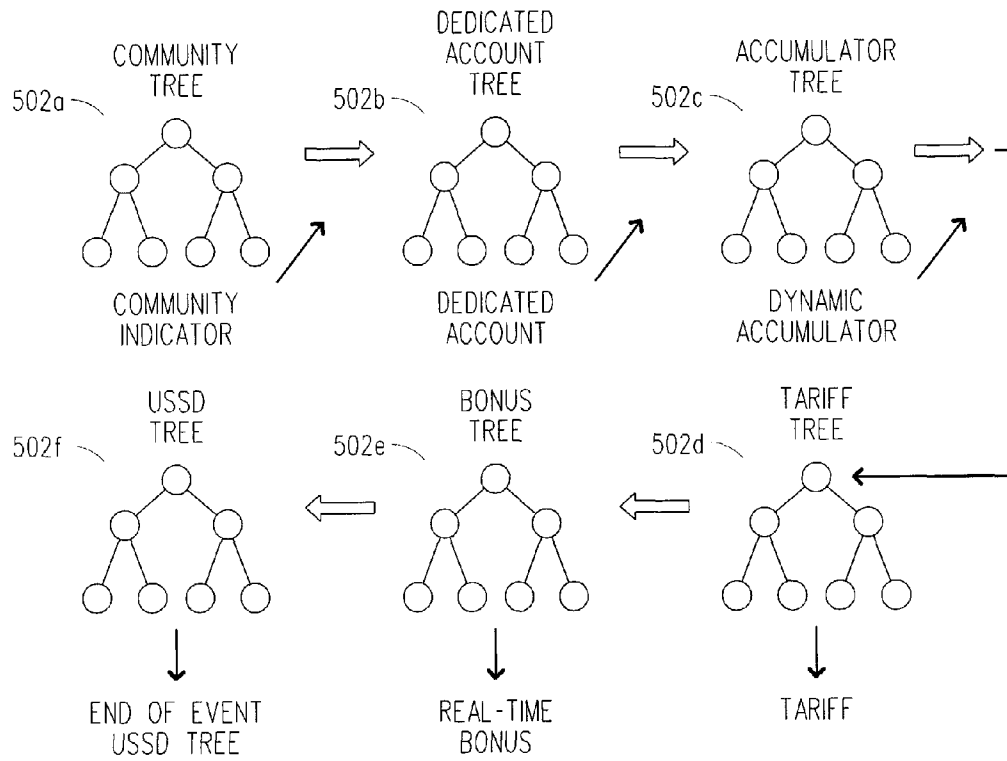 COMMUNITY
TREE
502a
DEDICATED
ACCOUNT
TREE
502b
ACCUMULATOR
TREE
502c
COMMUNITY
INDICATOR
DEDICATED
ACCOUNT
DYNAMIC
ACCUMULATOR
USSD
TREE
502f
BONUS
TREE
502e
TARIFF
TREE
502d
END OF EVENT
USSD TREE
REAL-TIME
BONUS
TARIFF